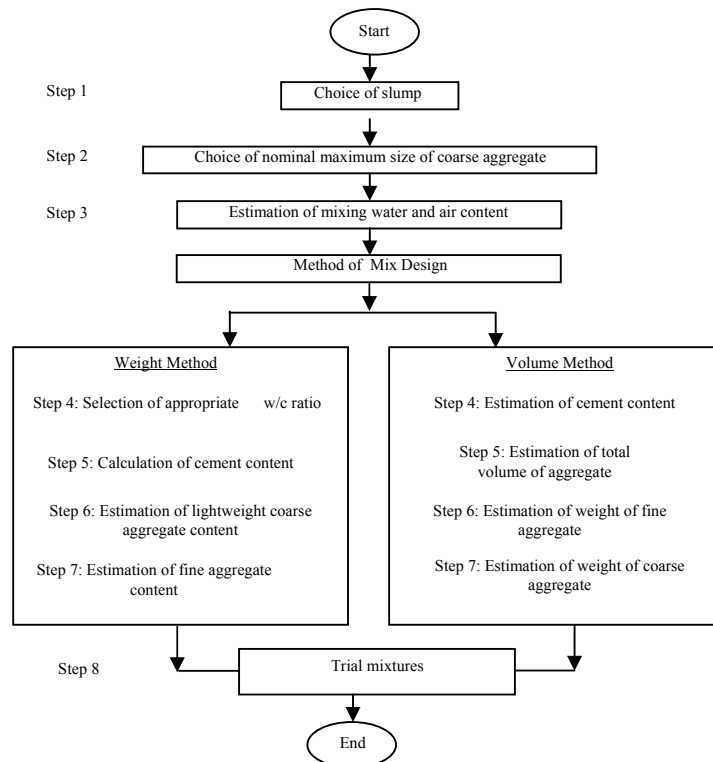 Start
Step 1
Choice of slump
Step 2
Choice of nominal maximum size of coarse aggregate
Step 3
Estimation of mixing water and air content
Method of Mix Design
Weight Method
Step 4: Selection of appropriate w/c ratio
Step 5: Calculation of cement content
Step 6: Estimation of lightweight coarse
aggregate content
Step 7: Estimation of fine aggregate
content
Volume Method
Step 4: Estimation of cement content
Step 5: Estimation of total
volume of aggregate
Step 6: Estimation of weight of fine
aggregate
Step 7: Estimation of weight of coarse
aggregate
Step 8
Trial mixtures
End